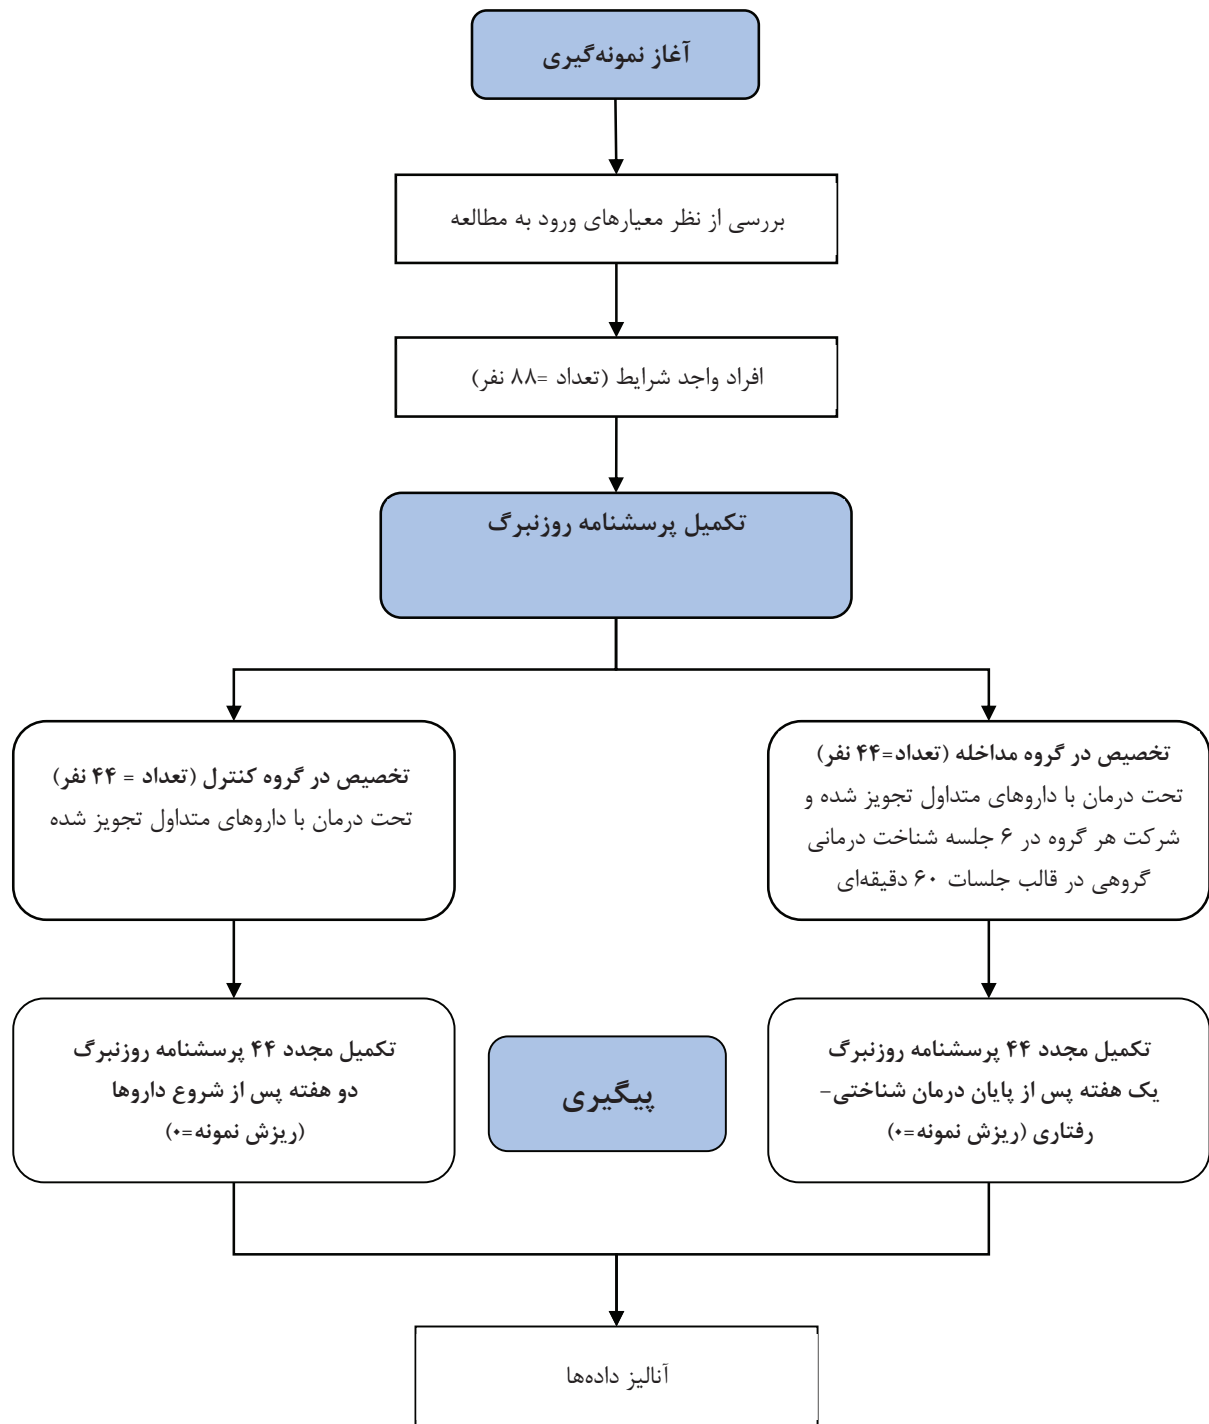 آغاز نمونه‌گیری
بررسی از نظر معیارهای ورود به مطالعه
افراد واجد شرایط (تعداد =۸۸ نفر)
تکمیل پرسشنامه روزنبرگ
تخصیص در گروه مداخله (تعداد=۴۴ نفر)
تحت درمان با داروهای متداول تجویز شده و
شرکت هر گروه در ۶ جلسه شناخت درمانی
گروهی در قالب جلسات ۶۰ دقیقه‌ای
تخصیص در گروه کنترل (تعداد = ۴۴ نفر)
تحت درمان با داروهای متداول تجویز شده
تکمیل مجدد ۴۴ پرسشنامه روزنبرگ
یک هفته پس از پایان درمان شناختی-
رفتاری (ریزش نمونه=۰)
پیگیری
تکمیل مجدد ۴۴ پرسشنامه روزنبرگ
دو هفته پس از شروع داروها
(ریزش نمونه=۰)
آنالیز داده‌ها